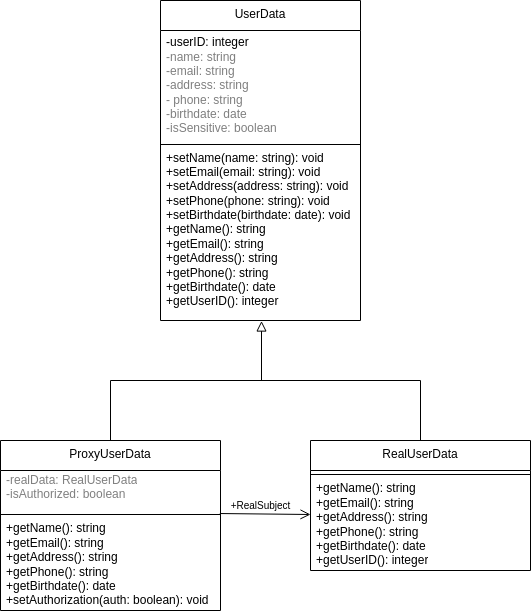 UserData
-userID: integer
-name: string
-email: string
-address: string
- phone: string
-birthdate: date
-isSensitive: boolean
+setName(name: string): void
+setEmail(email: string): void
+setAddress(address: string): void
+setPhone(phone: string): void
+setBirthdate(birthdate: date): void
+getName(): string
+getEmail(): string
+getAddress(): string
+getPhone(): string
+getBirthdate(): date
+getUserID(): integer
ProxyUserData
-realData: RealUserData
-isAuthorized: boolean
+getName(): string
+getEmail(): string
+getAddress(): string
+getPhone(): string
+getBirthdate(): date
+setAuthorization(auth: boolean): void
+RealSubject
RealUserData
+getName(): string
+getEmail(): string
+getAddress(): string
+getPhone(): string
+getBirthdate(): date
+getUserID(): integer